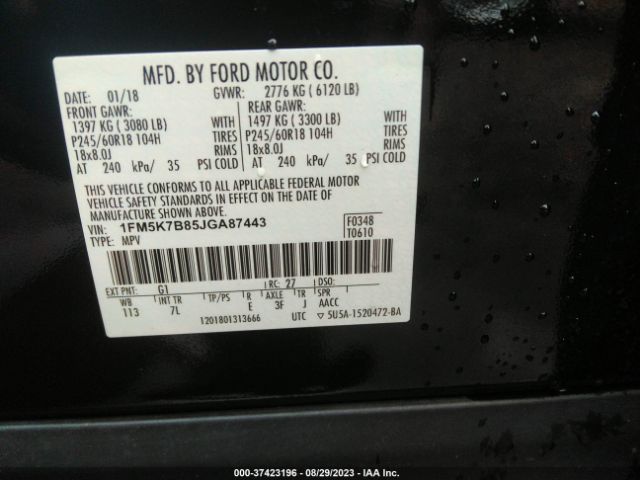 MFD. BY FORD MOTOR CO.
DATE: 01/18 GVWR: 2776 KG ( 6120 LB)
FRONT GAWR: REAR GAWR:
1397 KG ( 3080 LB) WITH 1497 KG ( 3300 LB) WITH
P245/60R18 104H TIRES P245/60R18 104H TIRES
18x8.0J RIMS 18x8.0J RIMS
AT 240 kPa/ 35 PSI COLD AT 240 kPa/ 35 PSI COLD
THIS VEHICLE CONFORMS TO ALL APPLICABLE FEDERAL MOTOR
VEHICLE SAFETY STANDARDS IN EFFECT ON THE DATE OF
MANUFACTURE SHOWN ABOVE.
VIN: 1FM5K7B85JGA87443 F0348
TYPE: MPV T0610
EXT PNT: G1 RC: 27 DSO:
WB INT TR TP/PS R AXLE TR SPR
113 7L E 3F J AACC
1201801313666 UTC ▽ 5U5A-1520472-BA
000-37423196 - 08/29/2023 - IAA Inc.